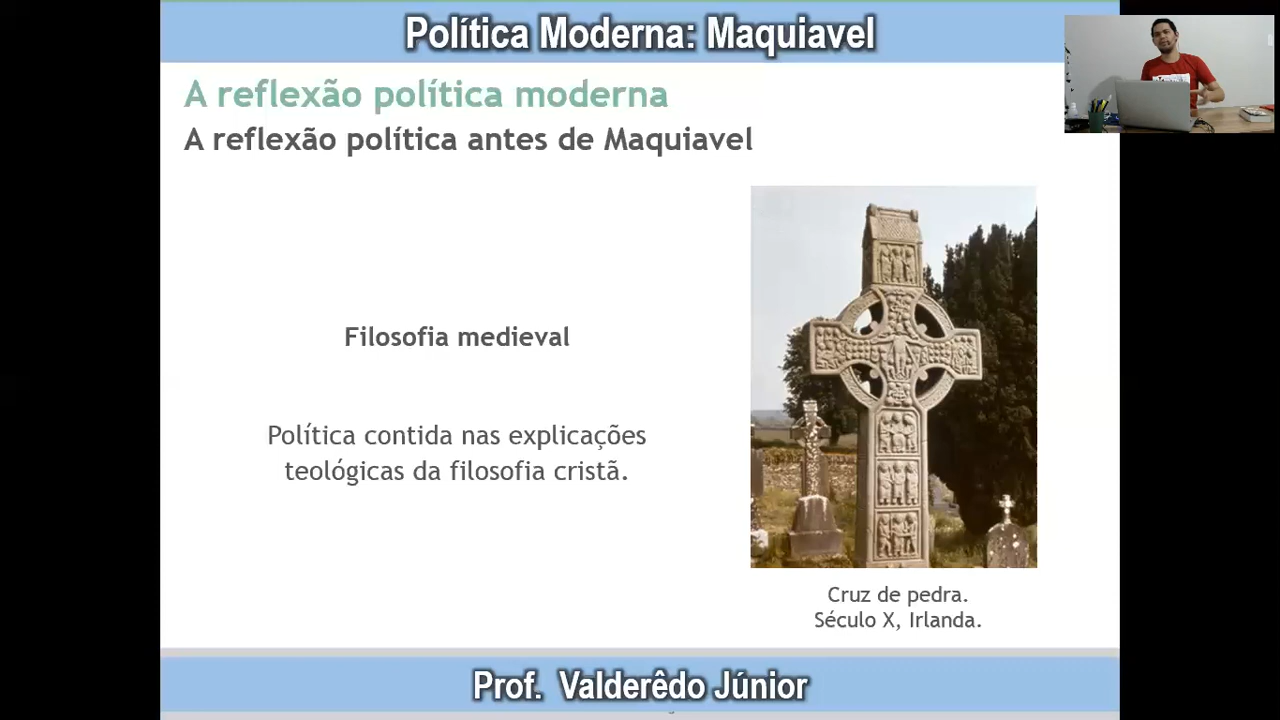 Política Moderna: Maquiavel
A reflexão política moderna
A reflexão política antes de Maquiavel
Filosofia medieval
Política contida nas explicações
teológicas da filosofia cristã.
Cruz de pedra.
Século X, Irlanda.
Prof. Valderêdo Júnior